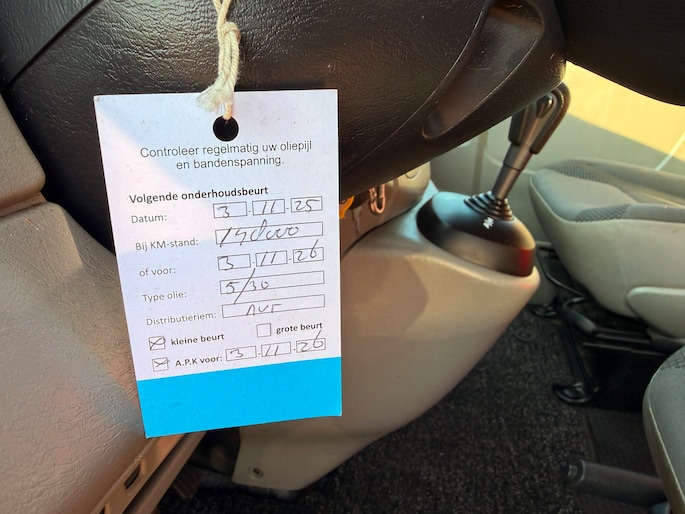 Controleer regelmatig uw oliepijl
en bandenspanning.
Volgende onderhoudsbeurt
Datum: 3-11-25
Bij KM-stand:
of voor: 3-11-26
Type olie: 5/30
Distributieriem:
kleine beurt grote beurt
A.P.K voor: 3-11-26